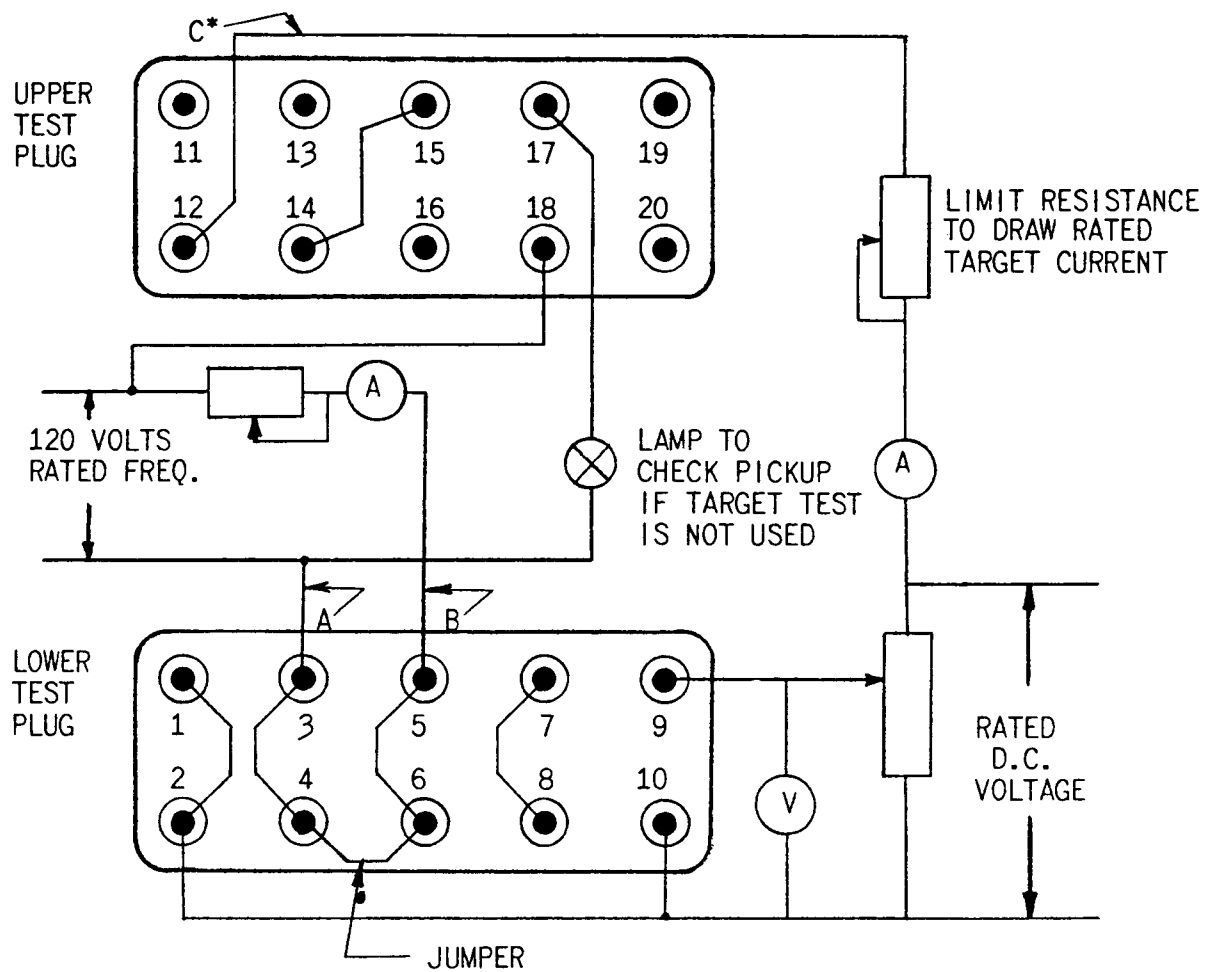 C*
UPPER
TEST
PLUG
11 13 15 17 19
12 14 16 18 20
LIMIT RESISTANCE
TO DRAW RATED
TARGET CURRENT
A
120 VOLTS
RATED FREQ.
LAMP TO
CHECK PICKUP
IF TARGET TEST
IS NOT USED
A
A
B
LOWER
TEST
PLUG
1 3 5 7 9
2 4 6 8 10
V
RATED
D.C.
VOLTAGE
JUMPER